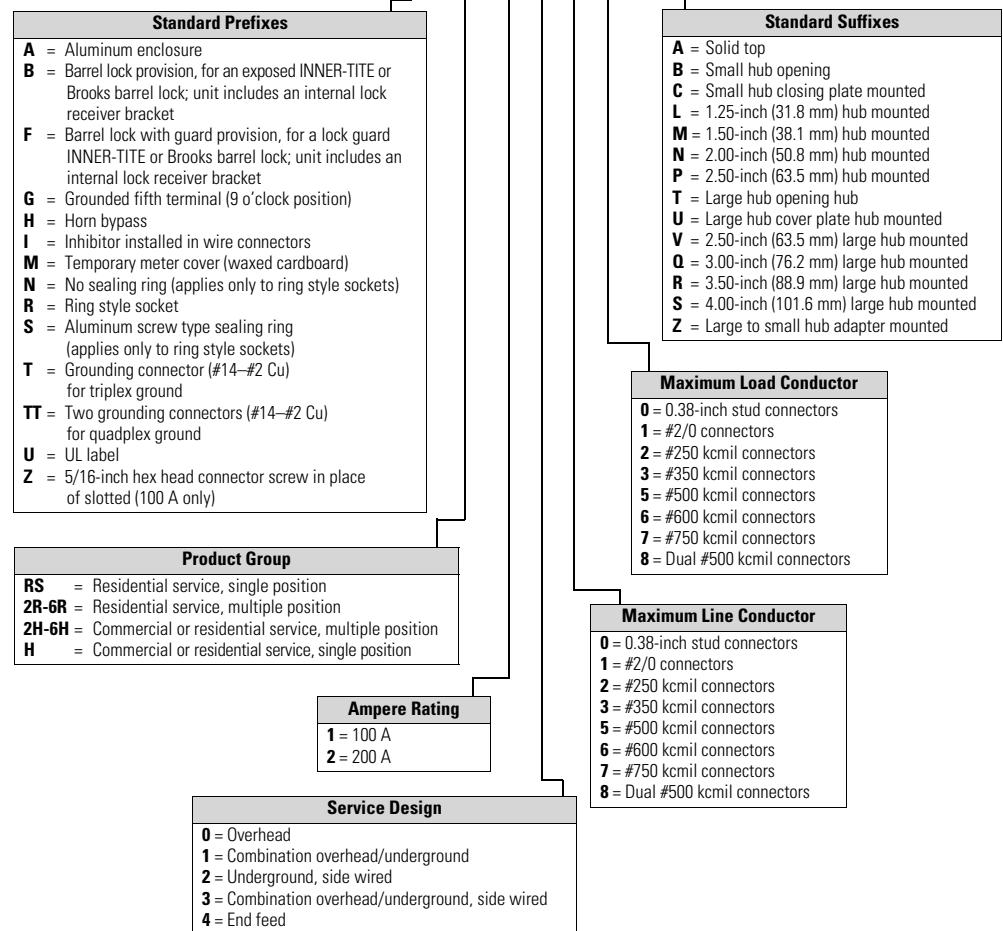 Standard Prefixes
A = Aluminum enclosure
B = Barrel lock provision, for an exposed INNER-TITE or
Brooks barrel lock; unit includes an internal lock
receiver bracket
F = Barrel lock with guard provision, for a lock guard
INNER-TITE or Brooks barrel lock; unit includes an
internal lock receiver bracket
G = Grounded fifth terminal (9 o'clock position)
H = Horn bypass
I = Inhibitor installed in wire connectors
M = Temporary meter cover (waxed cardboard)
N = No sealing ring (applies only to ring style sockets)
R = Ring style socket
S = Aluminum screw type sealing ring
(applies only to ring style sockets)
T = Grounding connector (#14–#2 Cu)
for triplex ground
TT = Two grounding connectors (#14–#2 Cu)
for quadplex ground
U = UL label
Z = 5/16-inch hex head connector screw in place
of slotted (100 A only)
Standard Suffixes
A = Solid top
B = Small hub opening
C = Small hub closing plate mounted
L = 1.25-inch (31.8 mm) hub mounted
M = 1.50-inch (38.1 mm) hub mounted
N = 2.00-inch (50.8 mm) hub mounted
P = 2.50-inch (63.5 mm) hub mounted
T = Large hub opening hub
U = Large hub cover plate hub mounted
V = 2.50-inch (63.5 mm) large hub mounted
Q = 3.00-inch (76.2 mm) large hub mounted
R = 3.50-inch (88.9 mm) large hub mounted
S = 4.00-inch (101.6 mm) large hub mounted
Z = Large to small hub adapter mounted
Maximum Load Conductor
0 = 0.38-inch stud connectors
1 = #2/0 connectors
2 = #250 kcmil connectors
3 = #350 kcmil connectors
5 = #500 kcmil connectors
6 = #600 kcmil connectors
7 = #750 kcmil connectors
8 = Dual #500 kcmil connectors
Product Group
RS = Residential service, single position
2R-6R = Residential service, multiple position
2H-6H = Commercial or residential service, multiple position
H = Commercial or residential service, single position
Maximum Line Conductor
0 = 0.38-inch stud connectors
1 = #2/0 connectors
2 = #250 kcmil connectors
3 = #350 kcmil connectors
5 = #500 kcmil connectors
6 = #600 kcmil connectors
7 = #750 kcmil connectors
8 = Dual #500 kcmil connectors
Ampere Rating
1 = 100 A
2 = 200 A
Service Design
0 = Overhead
1 = Combination overhead/underground
2 = Underground, side wired
3 = Combination overhead/underground, side wired
4 = End feed